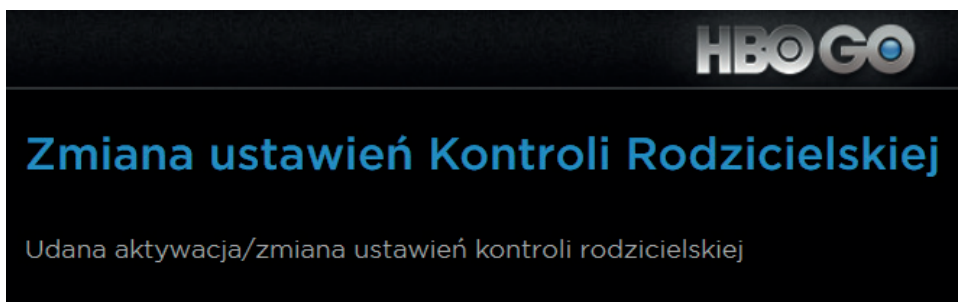 HBO GO
Zmiana ustawień Kontroli Rodzicielskiej
Udana aktywacja/zmiana ustawień kontroli rodzicielskiej